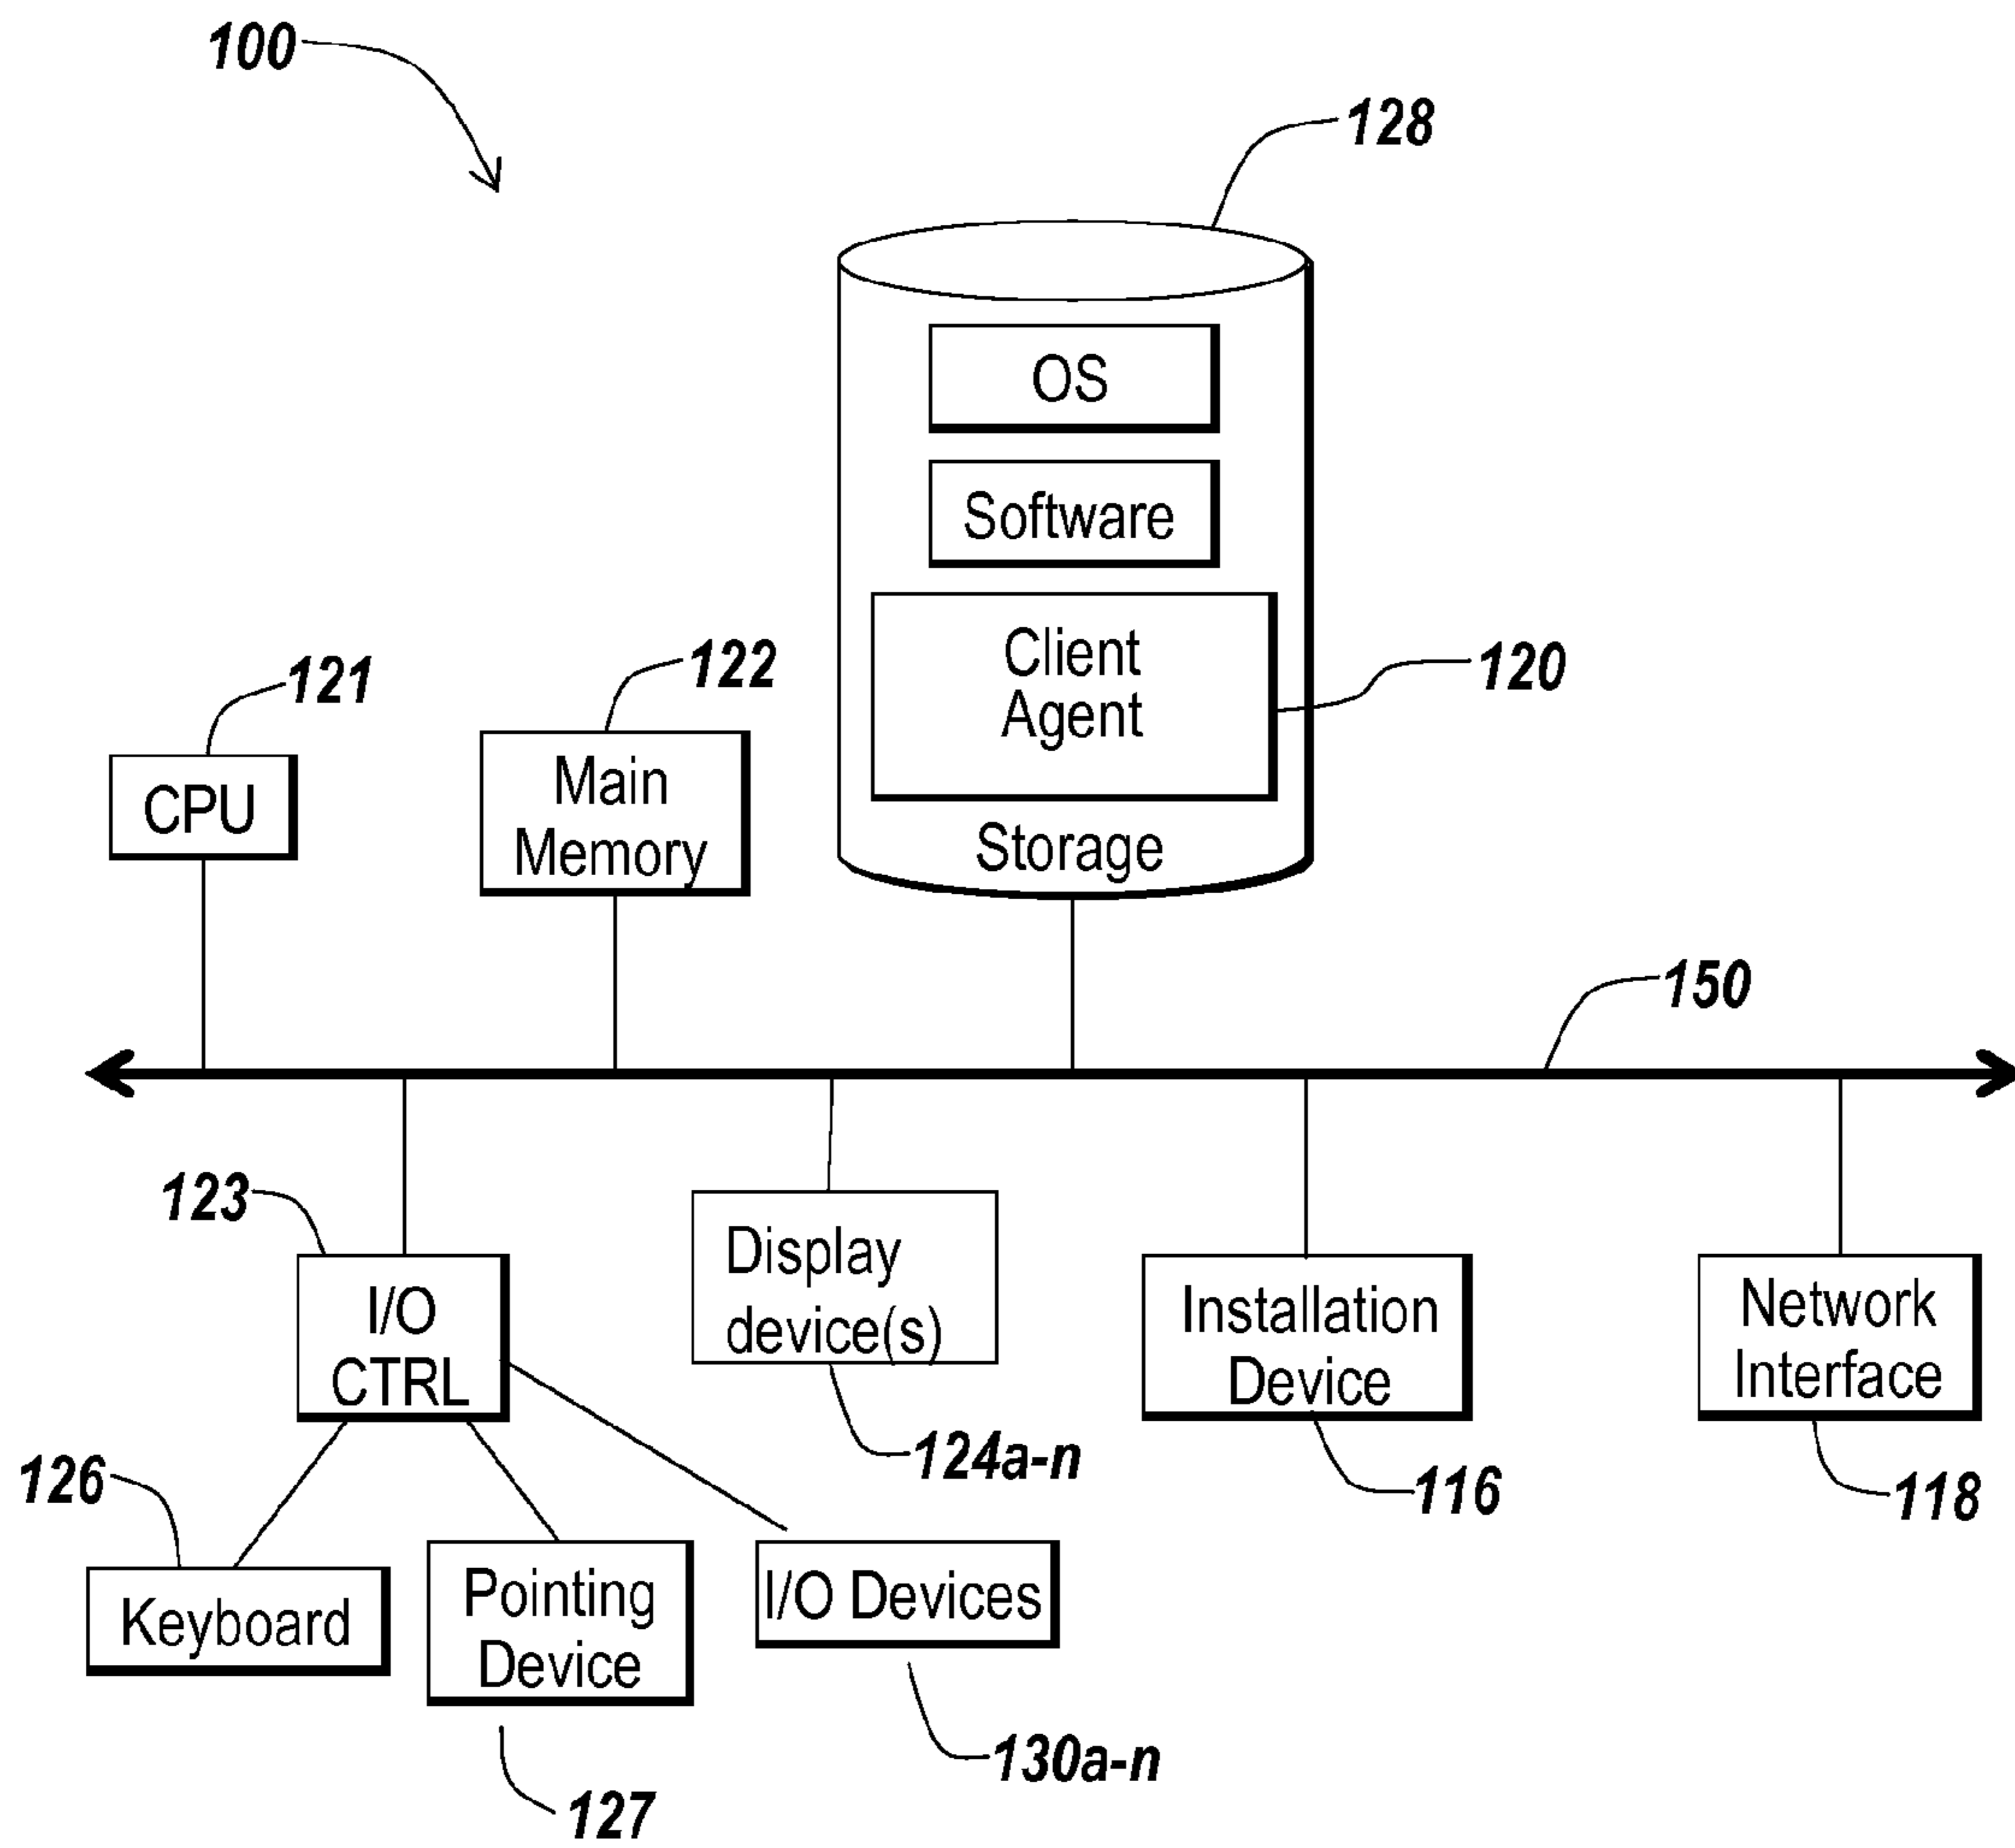 100
128
OS
Software
Client
Agent
120
Storage
121
CPU
122
Main
Memory
150
123
I/O
CTRL
Display
device(s)
124a-n
Installation
Device
116
Network
Interface
118
126
Keyboard
Pointing
Device
127
I/O Devices
130a-n